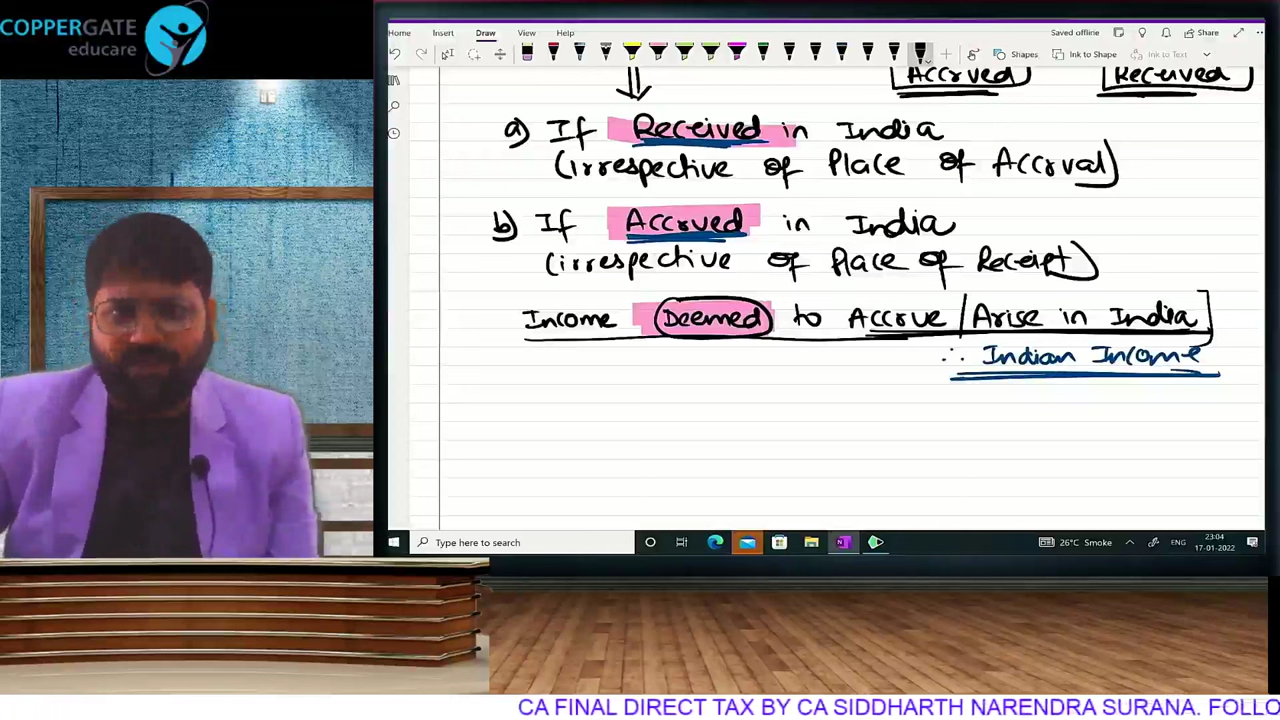 COPPERGATE
educare
Home Insert Draw View Help
Saved offline
Share
Shapes
Ink to Shape
Ink to Text
Accrued Received
a) If Received in India
(irrespective of Place of Accrual)
b) If Accrued in India
(irrespective of Place of Receipt)
Income Deemed to Accrue / Arise in India
∴ Indian Income
Type here to search
26°C Smoke
ENG
23:04
17-01-2022
CA FINAL DIRECT TAX BY CA SIDDHARTH NARENDRA SURANA. FOLLO